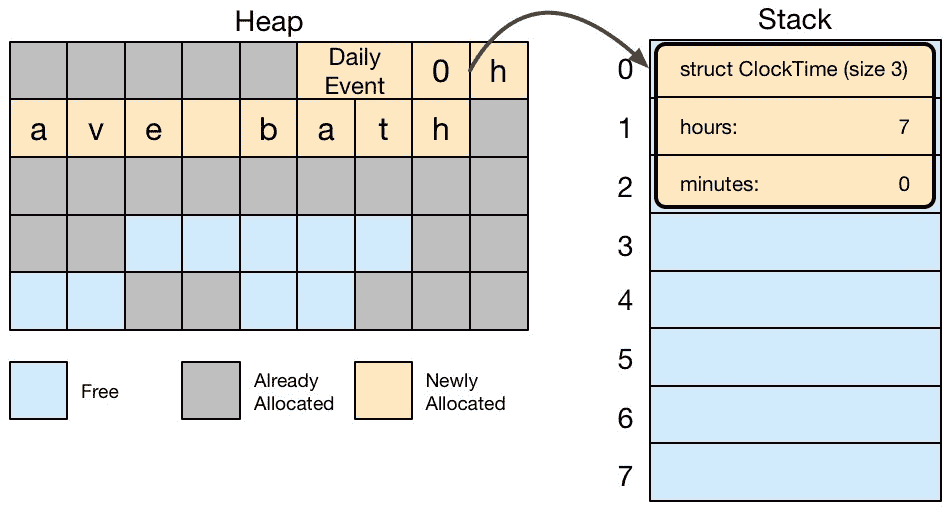 Heap
Stack
Daily
Event
0
h
a
v
e
b
a
t
h
0
struct ClockTime (size 3)
1
hours:
7
2
minutes:
0
3
4
5
6
7
Free
Already
Allocated
Newly
Allocated